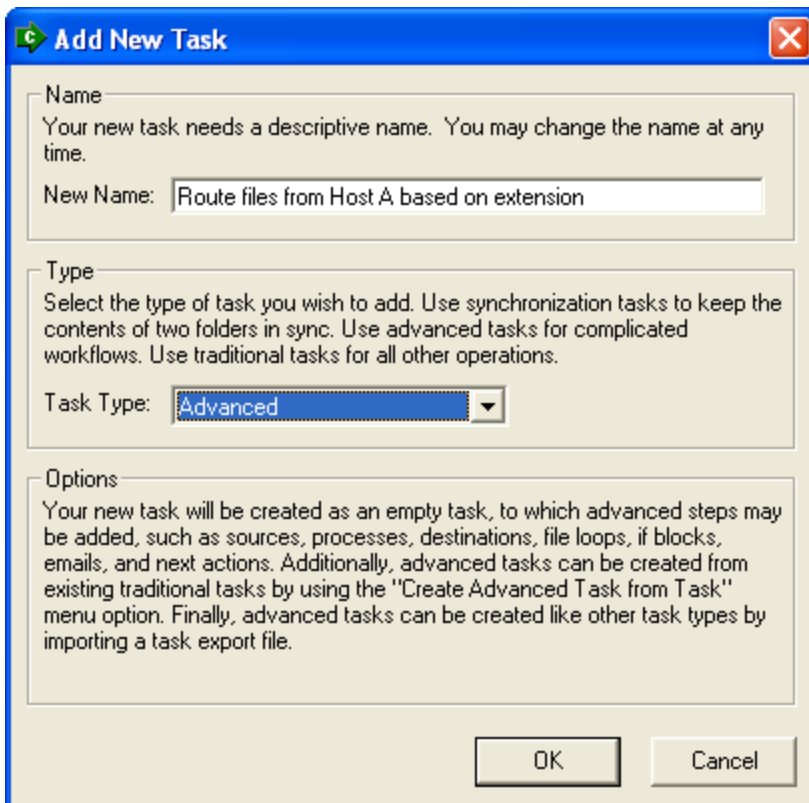 C Add New Task
Name
Your new task needs a descriptive name.  You may change the name at any
time.
New Name: Route files from Host A based on extension
Type
Select the type of task you wish to add. Use synchronization tasks to keep the
contents of two folders in sync. Use advanced tasks for complicated
workflows. Use traditional tasks for all other operations.
Task Type: Advanced
Options
Your new task will be created as an empty task, to which advanced steps may
be added, such as sources, processes, destinations, file loops, if blocks,
emails, and next actions. Additionally, advanced tasks can be created from
existing traditional tasks by using the "Create Advanced Task from Task"
menu option. Finally, advanced tasks can be created like other task types by
importing a task export file.
OK Cancel